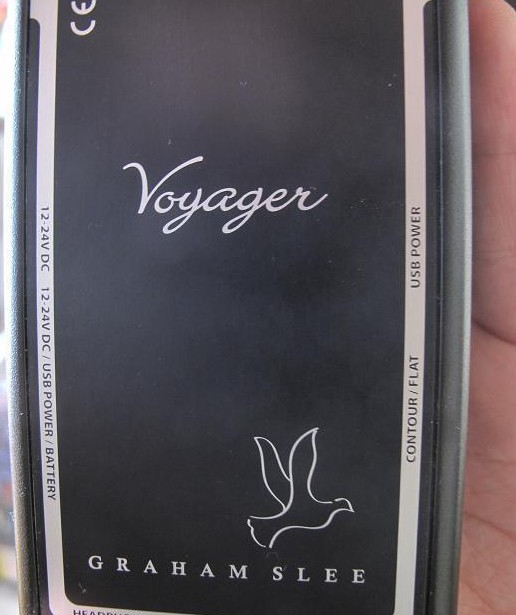 CE
Voyager
12-24V DC
12-24V DC / USB POWER / BATTERY
USB POWER
CONTOUR / FLAT
GRAHAM SLEE